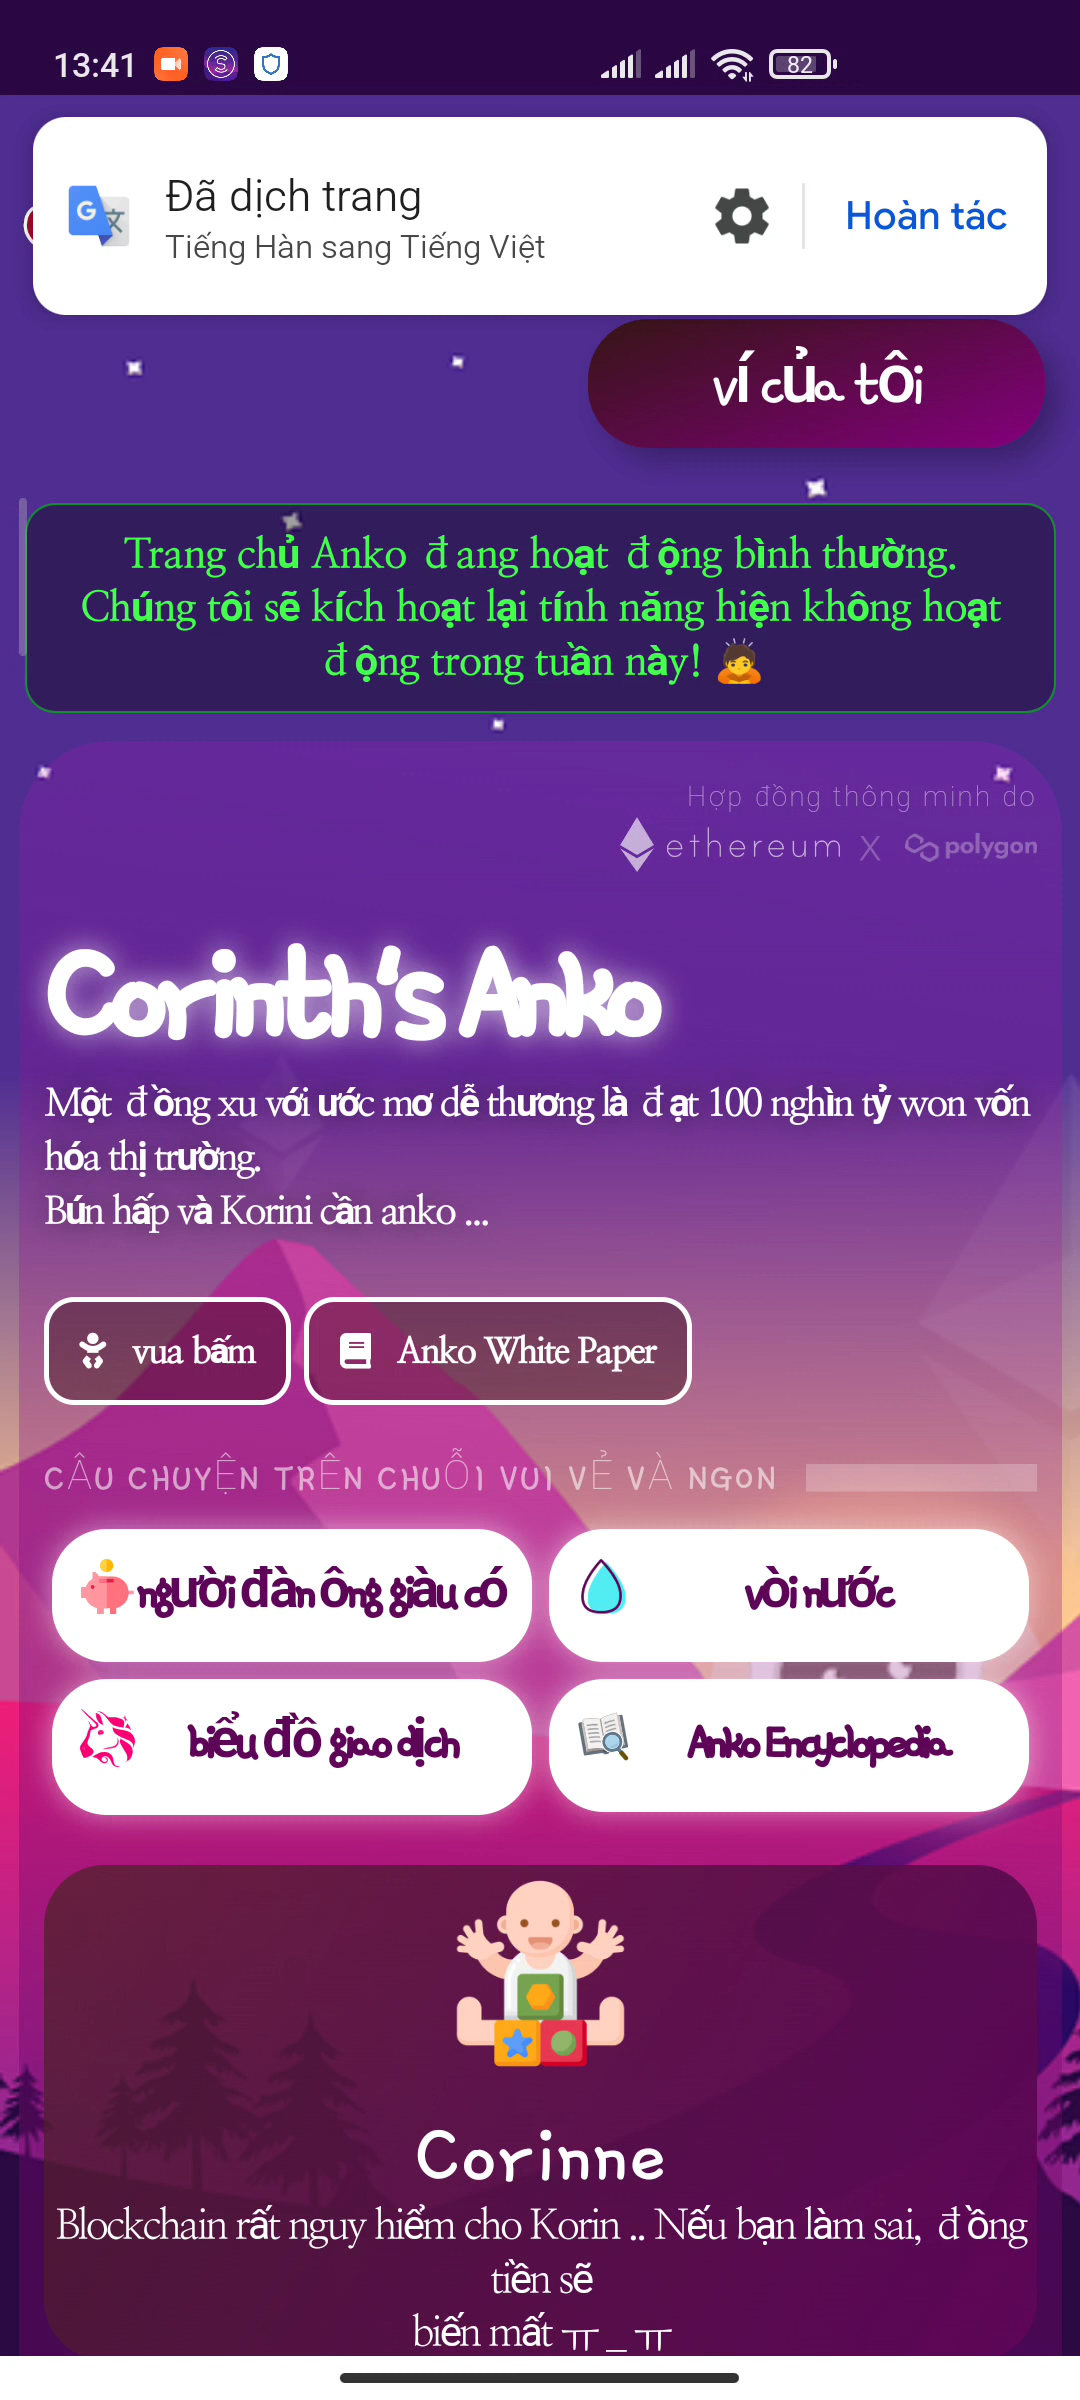 13:41
82
Đã dịch trang
Tiếng Hàn sang Tiếng Việt
Hoàn tác
ví của tôi
Trang chủ Anko đang hoạt động bình thường.
Chúng tôi sẽ kích hoạt lại tính năng hiện không hoạt
động trong tuần này! 🙇
Hợp đồng thông minh do
ethereum X polygon
Corinth's Anko
Một đồng xu với ước mơ dễ thương là đạt 100 nghìn tỷ won vốn
hóa thị trường.
Bún hấp và Korini cần anko ...
vua bấm
Anko White Paper
CÂU CHUYỆN TRÊN CHUỖI VUI VẺ VÀ NGON
người đàn ông giàu có
vòi nước
biểu đồ giao dịch
Anko Encyclopedia
Corinne
Blockchain rất nguy hiểm cho Korin .. Nếu bạn làm sai, đồng
tiền sẽ
biến mất ㅠ_ㅠ